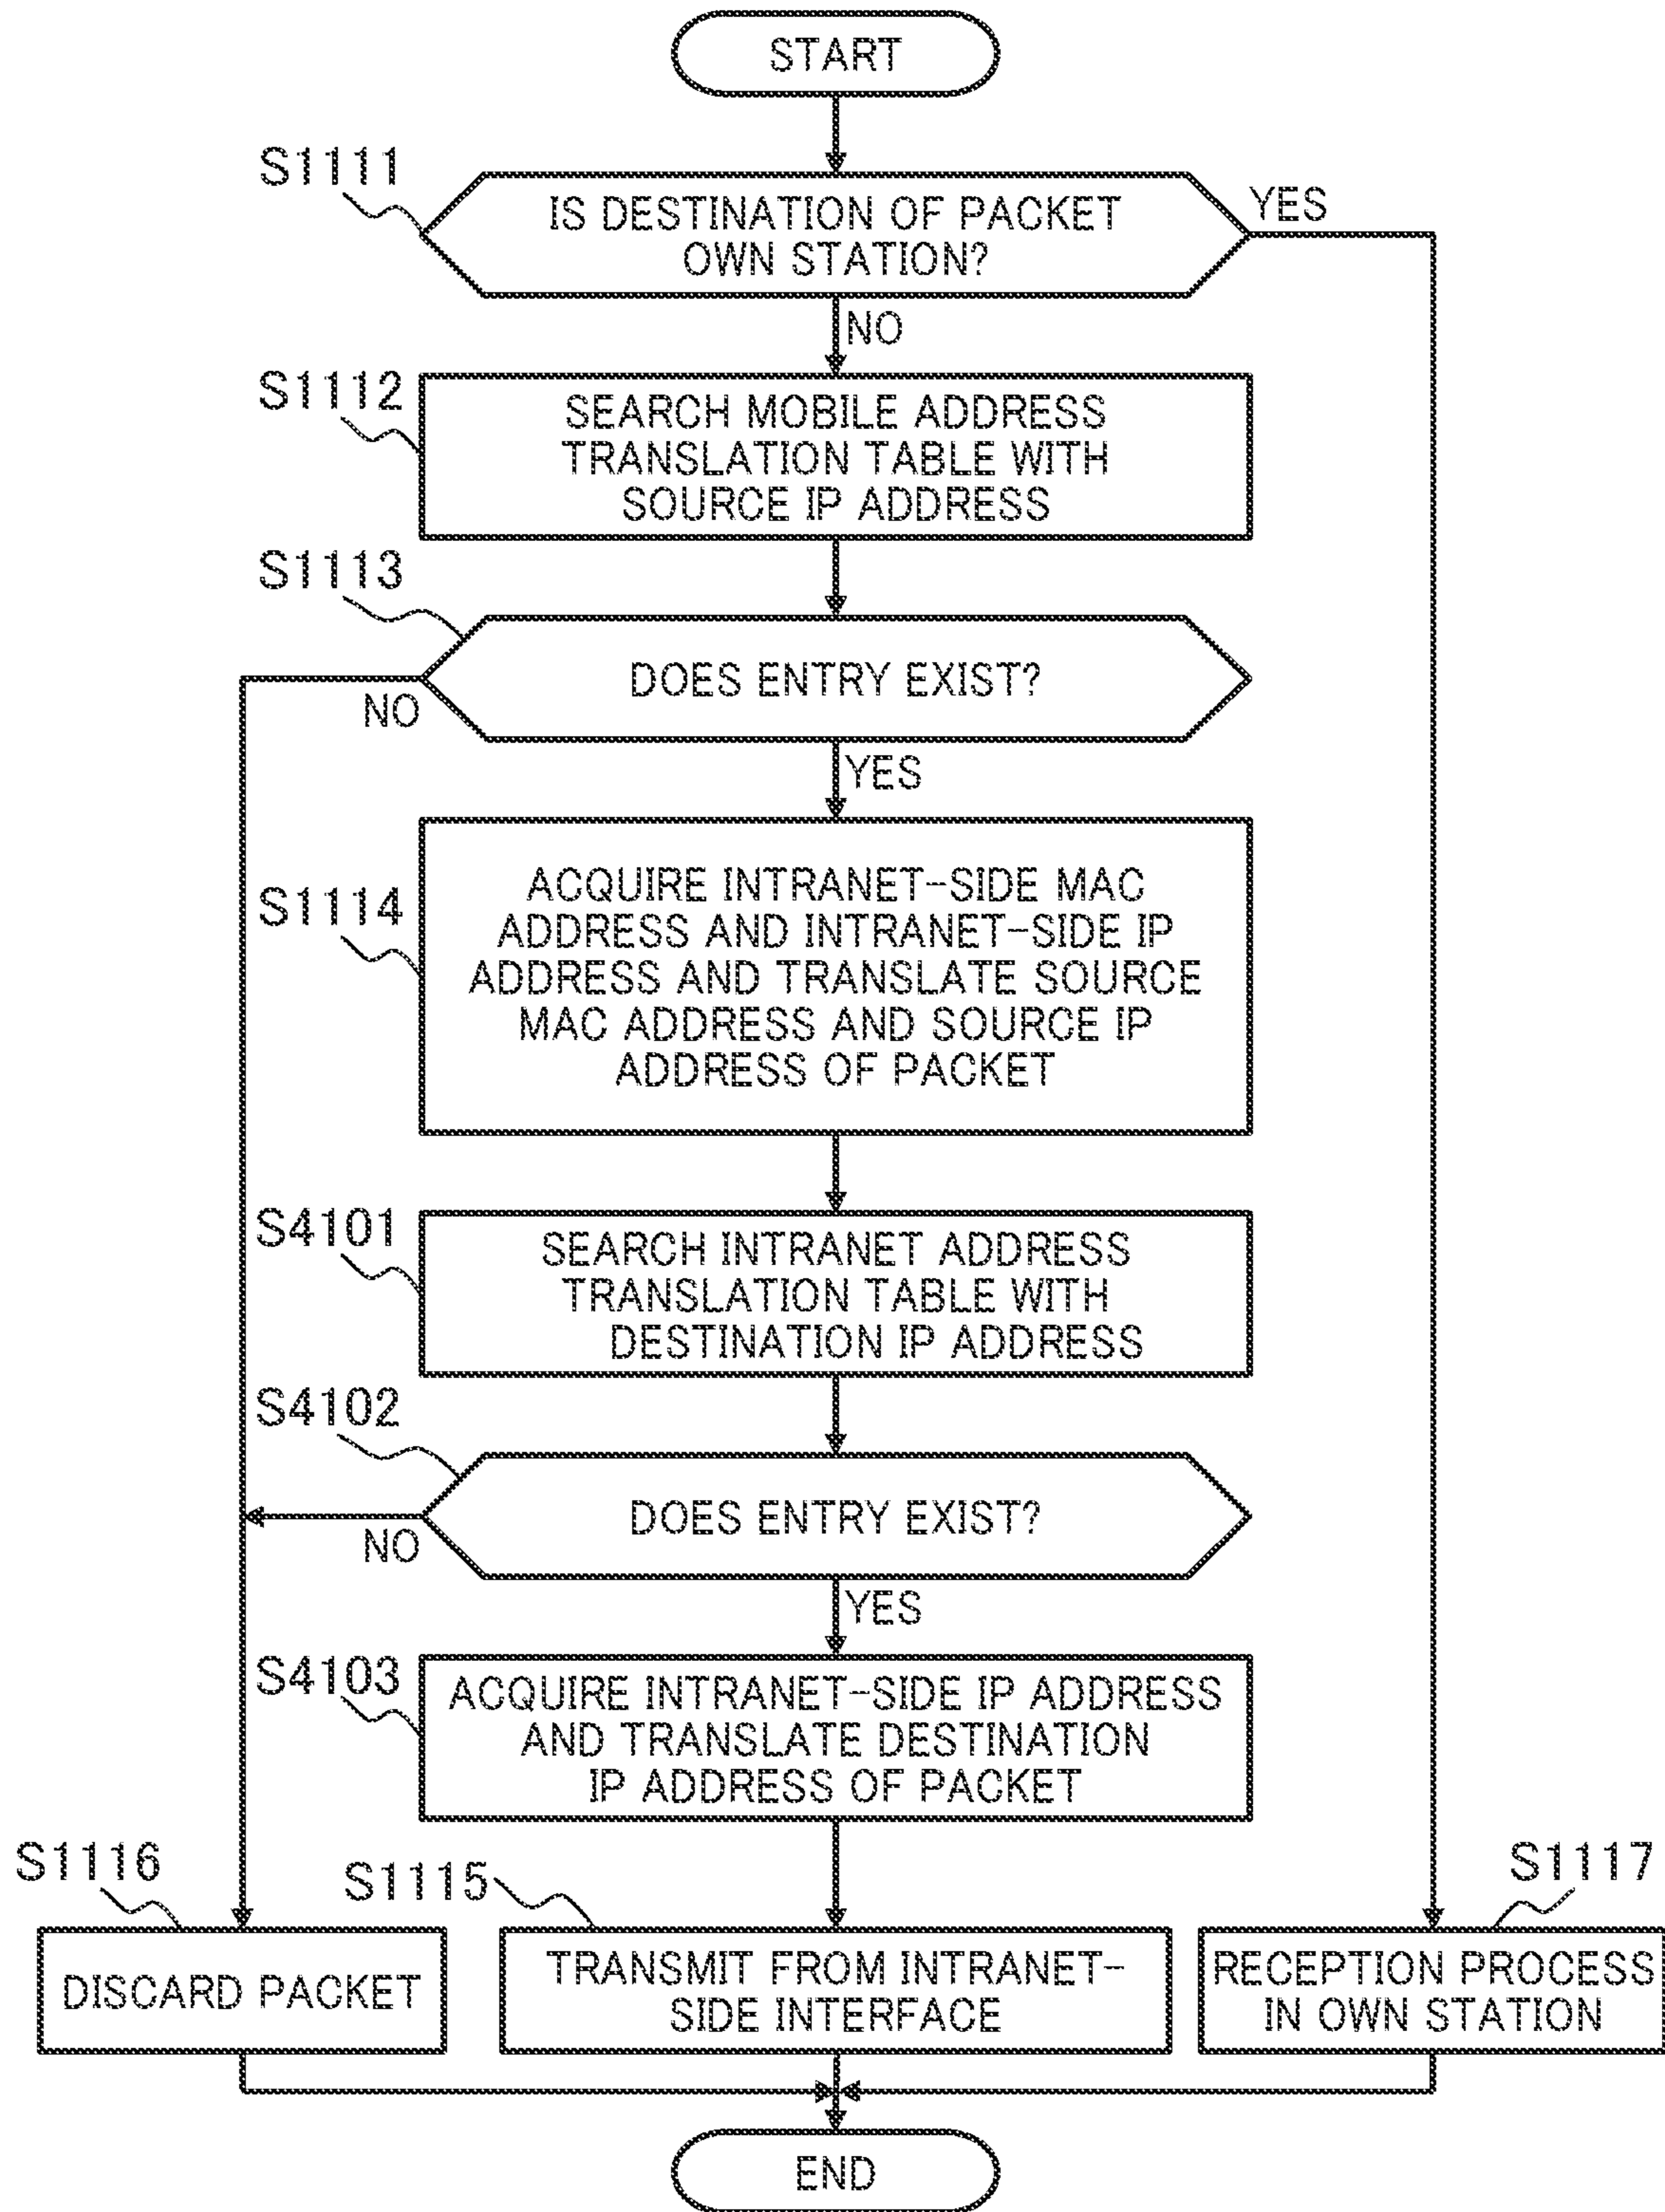 START
S1111
IS DESTINATION OF PACKET
OWN STATION?
YES
NO
S1112
SEARCH MOBILE ADDRESS
TRANSLATION TABLE WITH
SOURCE IP ADDRESS
S1113
DOES ENTRY EXIST?
NO
YES
S1114
ACQUIRE INTRANET-SIDE MAC
ADDRESS AND INTRANET-SIDE IP
ADDRESS AND TRANSLATE SOURCE
MAC ADDRESS AND SOURCE IP
ADDRESS OF PACKET
S4101
SEARCH INTRANET ADDRESS
TRANSLATION TABLE WITH
DESTINATION IP ADDRESS
S4102
DOES ENTRY EXIST?
NO
YES
S4103
ACQUIRE INTRANET-SIDE IP ADDRESS
AND TRANSLATE DESTINATION
IP ADDRESS OF PACKET
S1116
DISCARD PACKET
S1115
TRANSMIT FROM INTRANET-
SIDE INTERFACE
S1117
RECEPTION PROCESS
IN OWN STATION
END